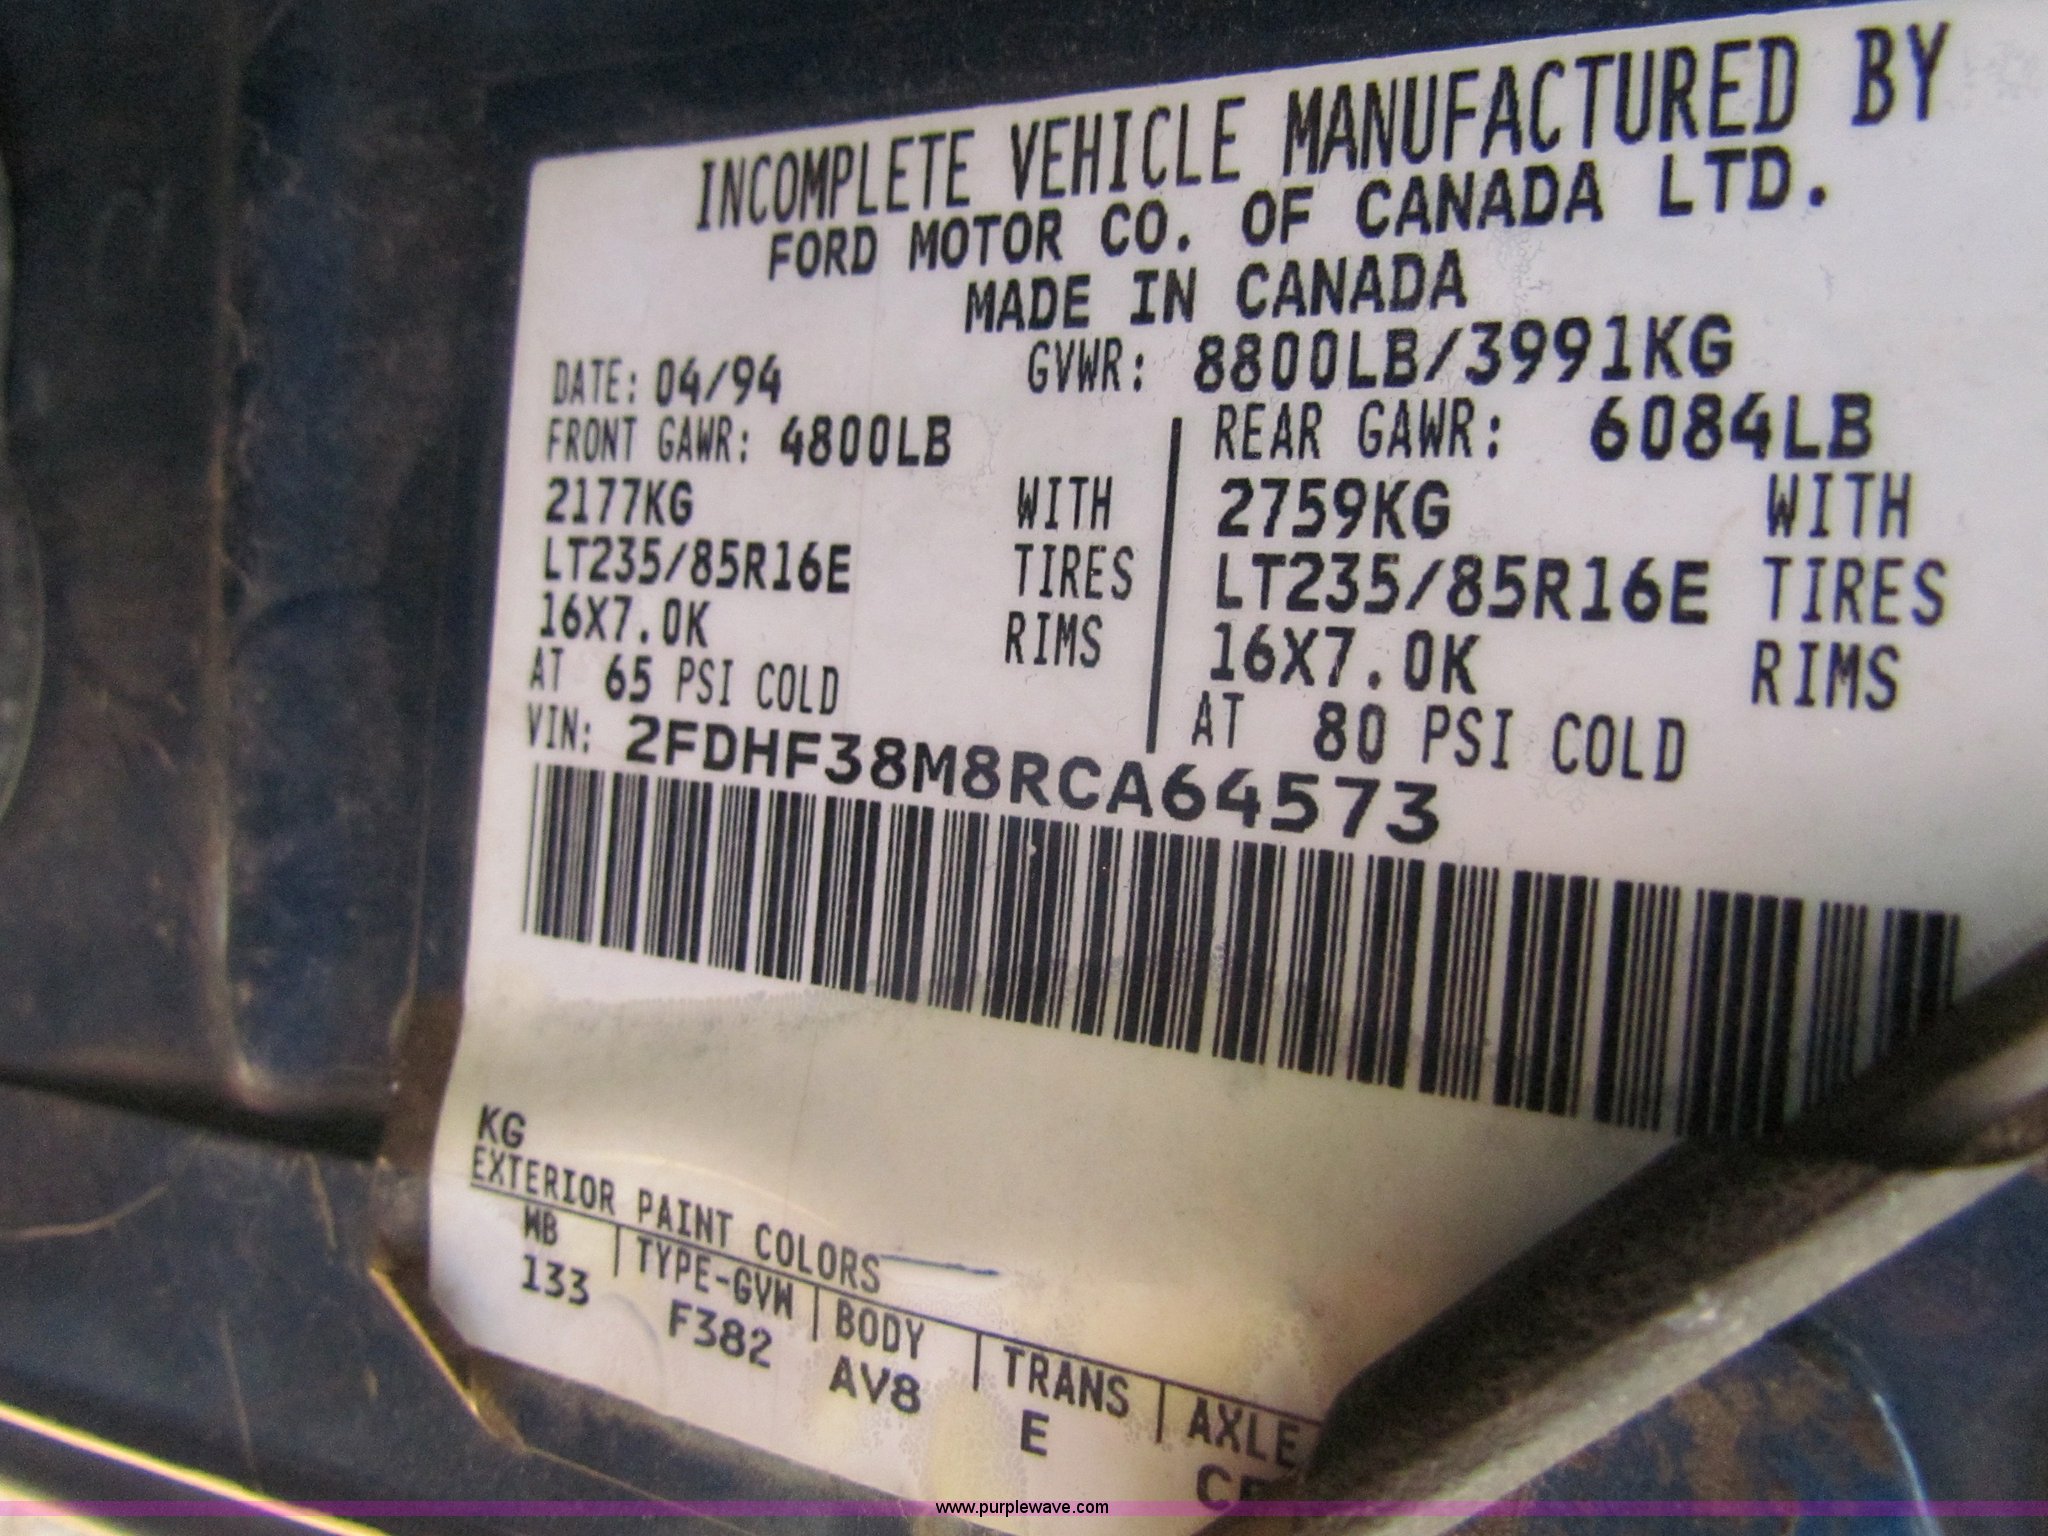 INCOMPLETE VEHICLE MANUFACTURED BY
FORD MOTOR CO. OF CANADA LTD.
MADE IN CANADA
DATE: 04/94 GVWR: 8800LB/3991KG
FRONT GAWR: 4800LB REAR GAWR: 6084LB
2177KG WITH 2759KG WITH
LT235/85R16E TIRES LT235/85R16E TIRES
16X7.0K RIMS 16X7.0K RIMS
AT 65 PSI COLD AT 80 PSI COLD
VIN: 2FDHF38M8RCA64573
KG
EXTERIOR PAINT COLORS
WB TYPE-GVW BODY TRANS AXLE
133 F382 AV8 E
www.purplewave.com